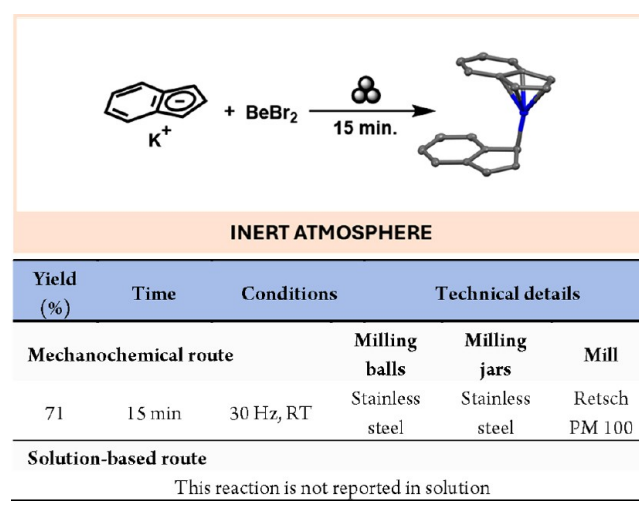 K+
+ BeBr2
15 min.
INERT ATMOSPHERE
Yield
(%)
Time
Conditions
Technical details
Mechanochemical route
Milling
balls
Milling
jars
Mill
71
15 min
30 Hz, RT
Stainless
steel
Stainless
steel
Retsch
PM 100
Solution-based route
This reaction is not reported in solution